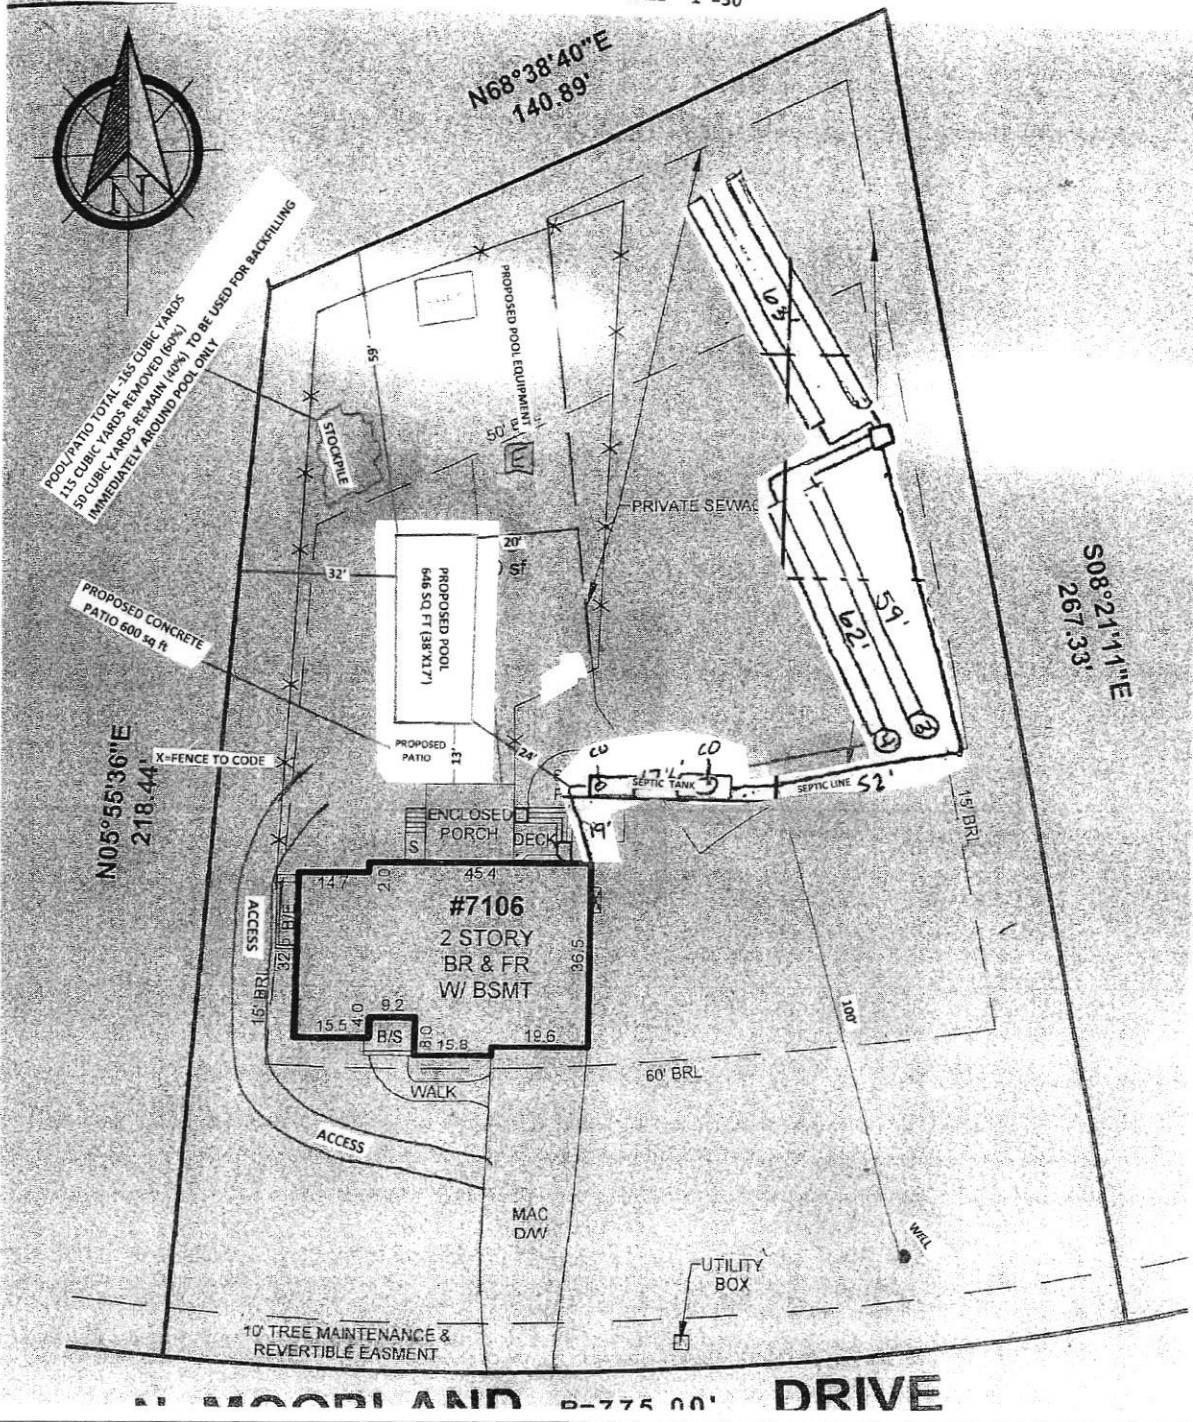 N68°38'40"E
140.89'
N
POOL/PATIO TOTAL -165 CUBIC YARDS
115 CUBIC YARDS REMOVED (60%)
50 CUBIC YARDS REMAIN (40%) TO BE USED FOR BACKFILLING
IMMEDIATELY AROUND POOL ONLY
59'
PROPOSED POOL EQUIPMENT
63'
STOCKPILE
50'
PRIVATE SEWAG
20'
sf
32'
PROPOSED POOL
646 SQ FT (38'X17')
PROPOSED CONCRETE
PATIO 600 sq ft
S08°21'11"E
267.33'
59'
62'
N05°55'36"E
218.44'
X=FENCE TO CODE
PROPOSED
PATIO
13'
24'
CO
CO
SEPTIC TANK
SEPTIC LINE
52'
15' BRL
ENCLOSED
PORCH
DECK
S
19'
14.7
2.0
45.4
#7106
2 STORY
BR & FR
W/ BSMT
36.5
ACCESS
B/E
15' BRL
9.2
4.0
15.5
B/S
15.8
19.6
100'
60' BRL
WALK
ACCESS
MAC
D/W
WELL
UTILITY
BOX
10' TREE MAINTENANCE &
REVERTIBLE EASMENT
N. MOORLAND R=775.00' DRIVE